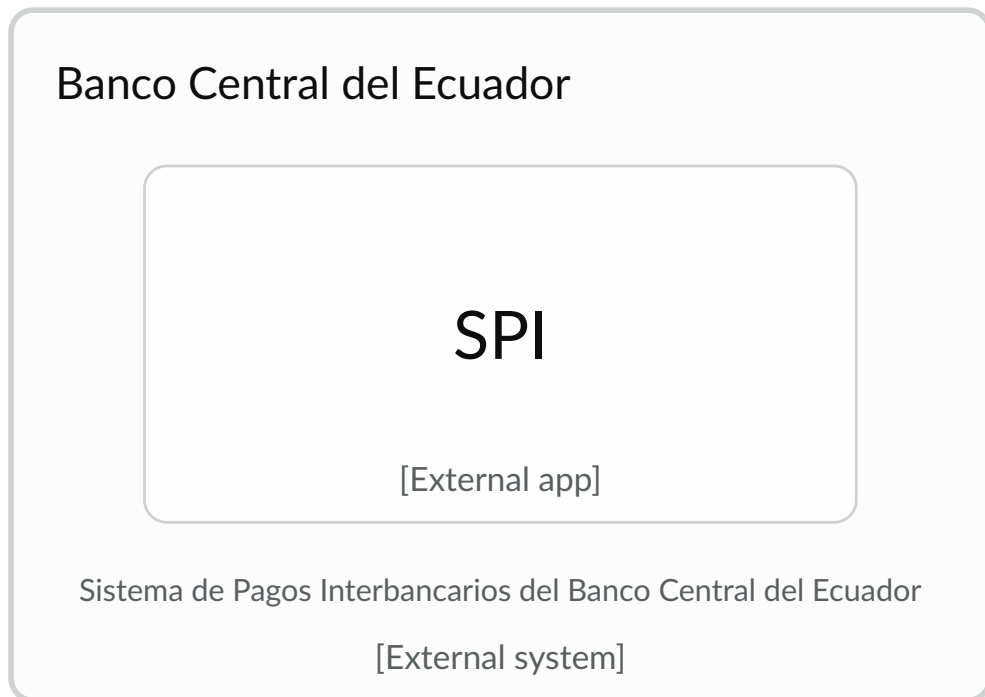 Banco Central del Ecuador
SPI
[External app]
Sistema de Pagos Interbancarios del Banco Central del Ecuador
[External system]